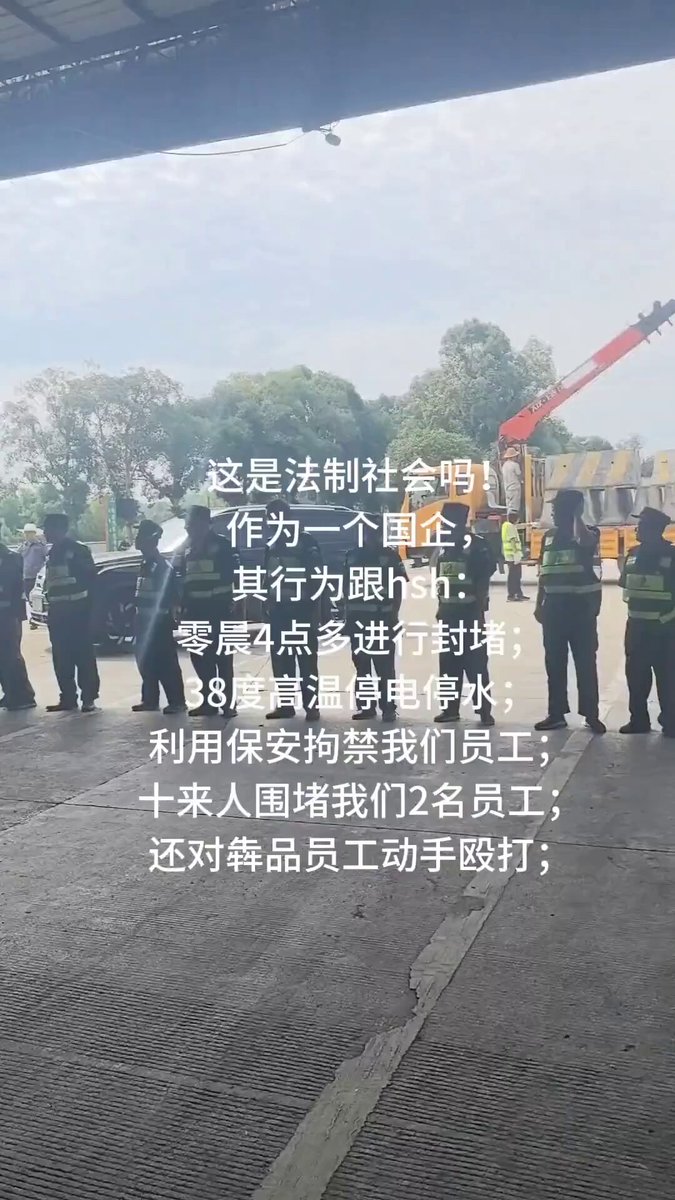 这是法制社会吗！
作为一个国企，
其行为跟hsh：
零晨4点多进行封堵；
38度高温停电停水；
利用保安拘禁我们员工；
十来人围堵我们2名员工；
还对犇品员工动手殴打；